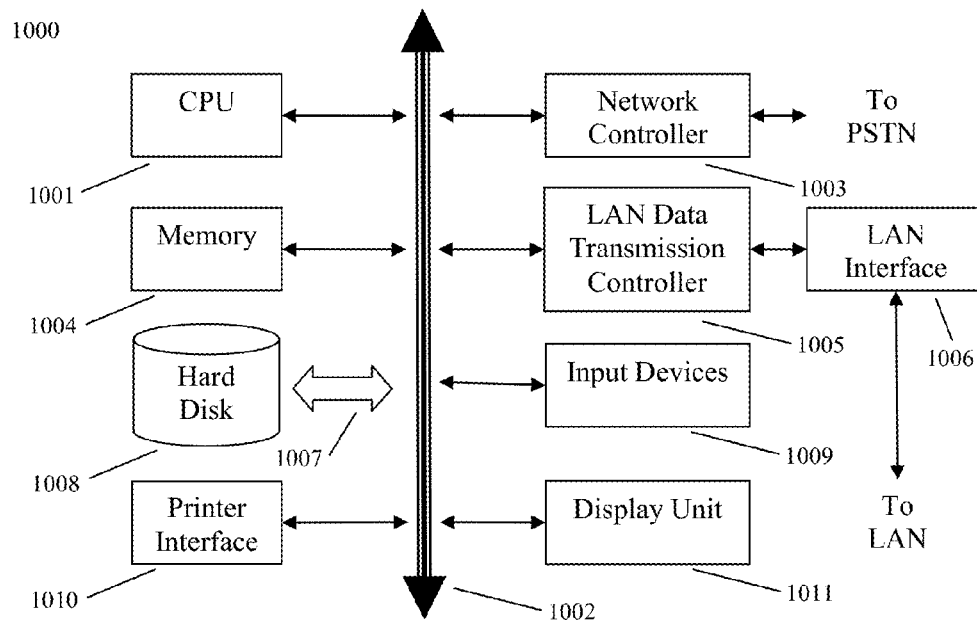 1000
CPU
1001
Network
Controller
1003
To
PSTN
Memory
1004
LAN Data
Transmission
Controller
1005
LAN
Interface
1006
Hard
Disk
1008
1007
Input Devices
1009
To
LAN
Printer
Interface
1010
Display Unit
1011
1002